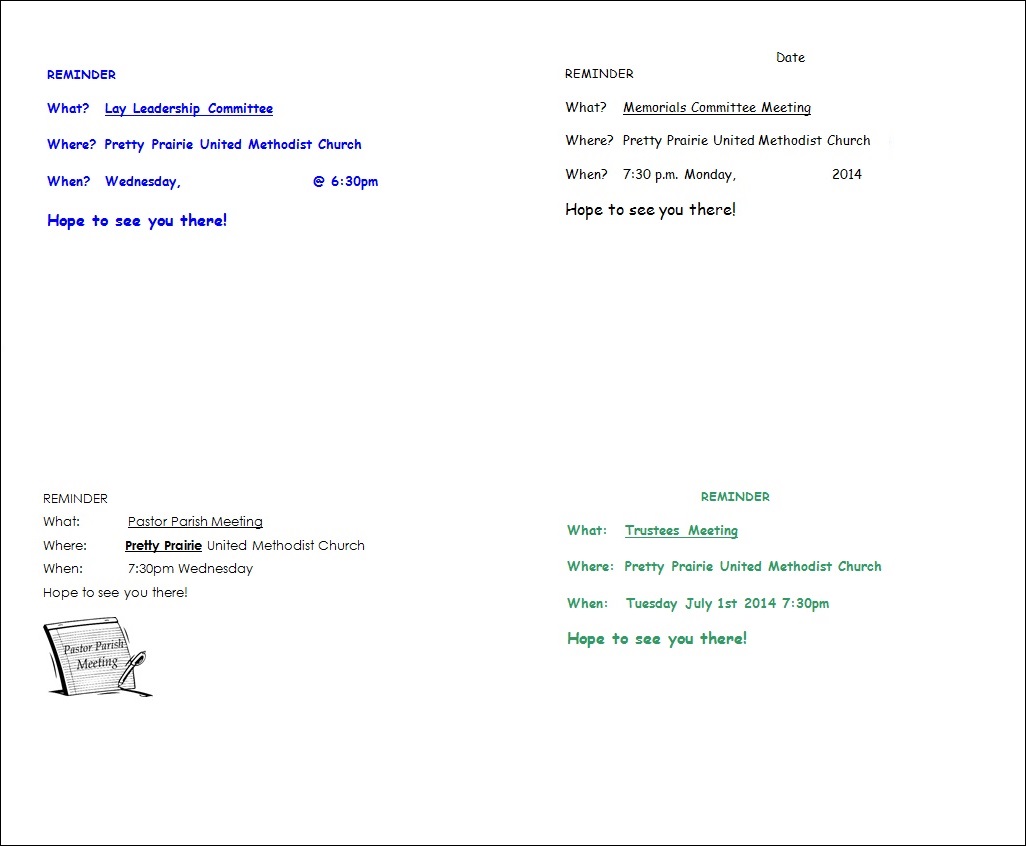 REMINDER
What? Lay Leadership Committee
Where? Pretty Prairie United Methodist Church
When? Wednesday, @ 6:30pm
Hope to see you there!
Date
REMINDER
What? Memorials Committee Meeting
Where? Pretty Prairie United Methodist Church
When? 7:30 p.m. Monday, 2014
Hope to see you there!
REMINDER
What: Pastor Parish Meeting
Where: Pretty Prairie United Methodist Church
When: 7:30pm Wednesday
Hope to see you there!
Pastor Parish
Meeting
REMINDER
What: Trustees Meeting
Where: Pretty Prairie United Methodist Church
When: Tuesday July 1st 2014 7:30pm
Hope to see you there!